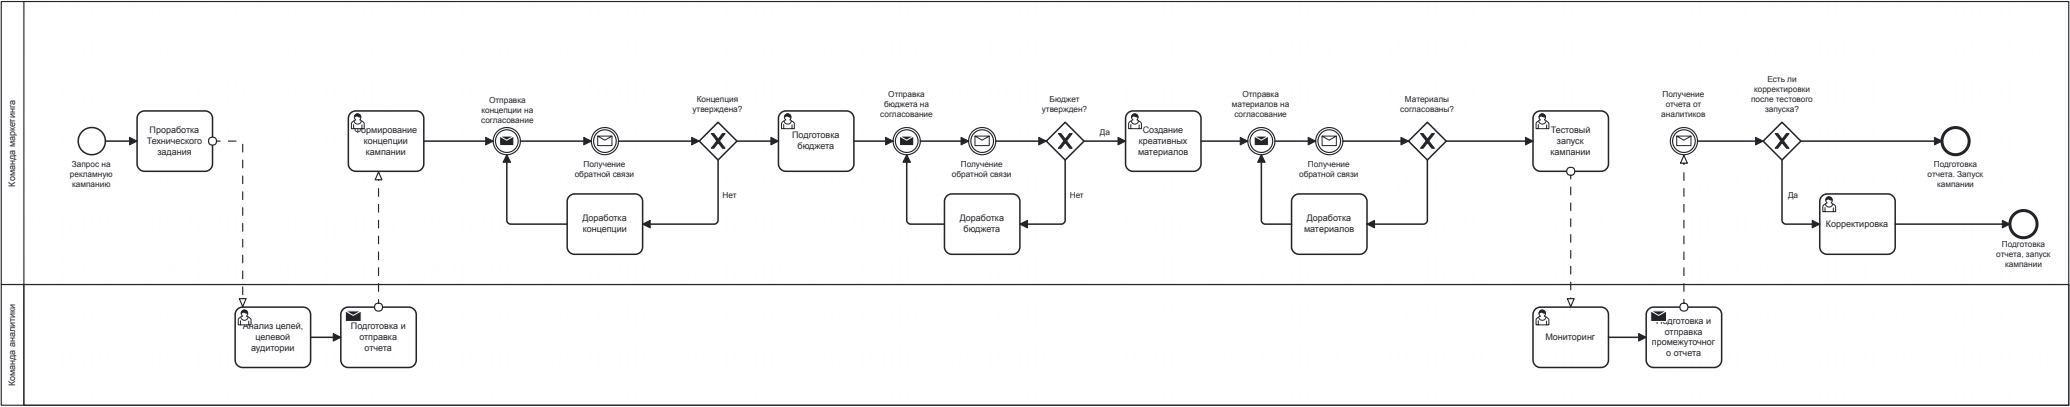 Команда маркетинга
Запрос на
рекламную
кампанию
Проработка
Технического
задания
Формирование
концепции
кампании
Отправка
концепции на
согласование
Получение
обратной связи
Концепция
утверждена?
Нет
Доработка
концепции
Подготовка
бюджета
Отправка
бюджета на
согласование
Получение
обратной связи
Бюджет
утвержден?
Да
Нет
Доработка
бюджета
Создание
креативных
материалов
Отправка
материалов на
согласование
Получение
обратной связи
Материалы
согласованы?
Доработка
материалов
Тестовый
запуск
кампании
Получение
отчета от
аналитиков
Есть ли
корректировки
после тестового
запуска?
Да
Корректировка
Подготовка
отчета. Запуск
кампании
Подготовка
отчета, запуск
кампании
Команда аналитики
Анализ целей,
целевой
аудитории
Подготовка и
отправка
отчета
Мониторинг
Подготовка и
отправка
промежуточног
о отчета